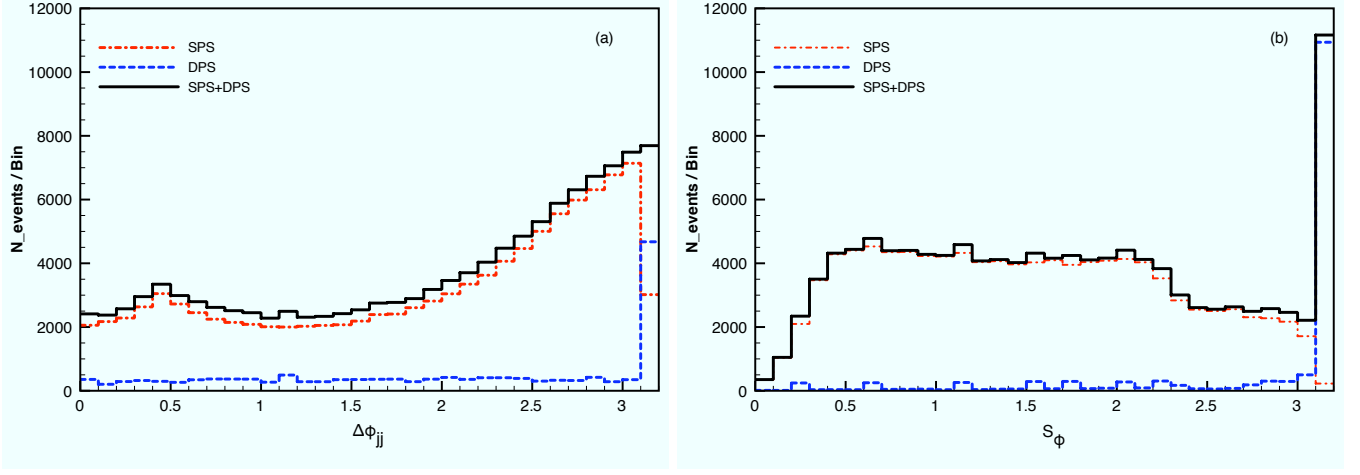 12000
10000
8000
6000
4000
2000
0
N_events / Bin
SPS
DPS
SPS+DPS
(a)
0 0.5 1 1.5 2 2.5 3
Δϕjj
12000
10000
8000
6000
4000
2000
0
N_events / Bin
SPS
DPS
SPS+DPS
(b)
0 0.5 1 1.5 2 2.5 3
Sϕ